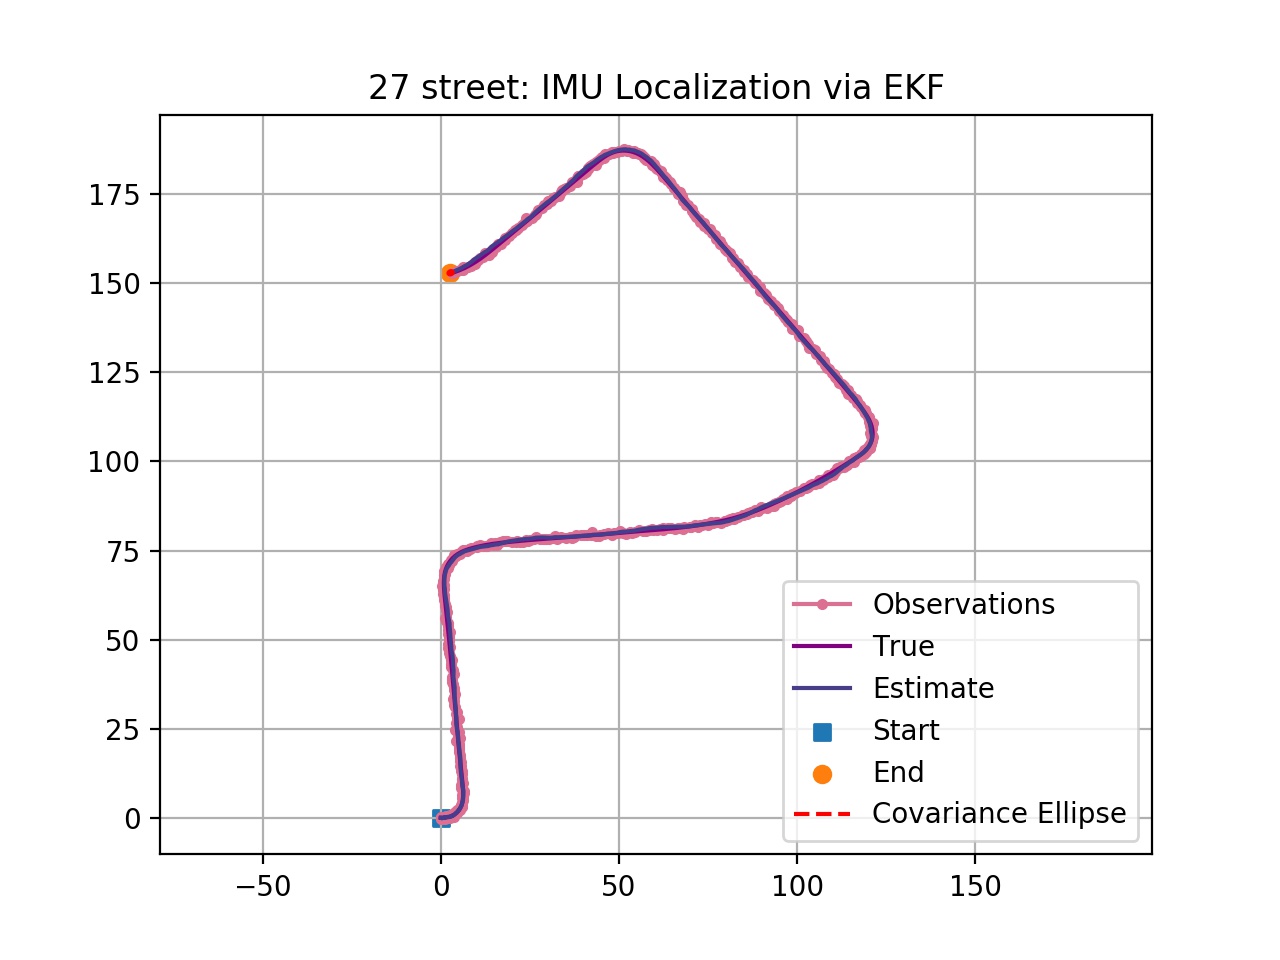 27 street: IMU Localization via EKF
175
150
125
100
75
50
25
0
Observations
True
Estimate
Start
End
Covariance Ellipse
−50 0 50 100 150